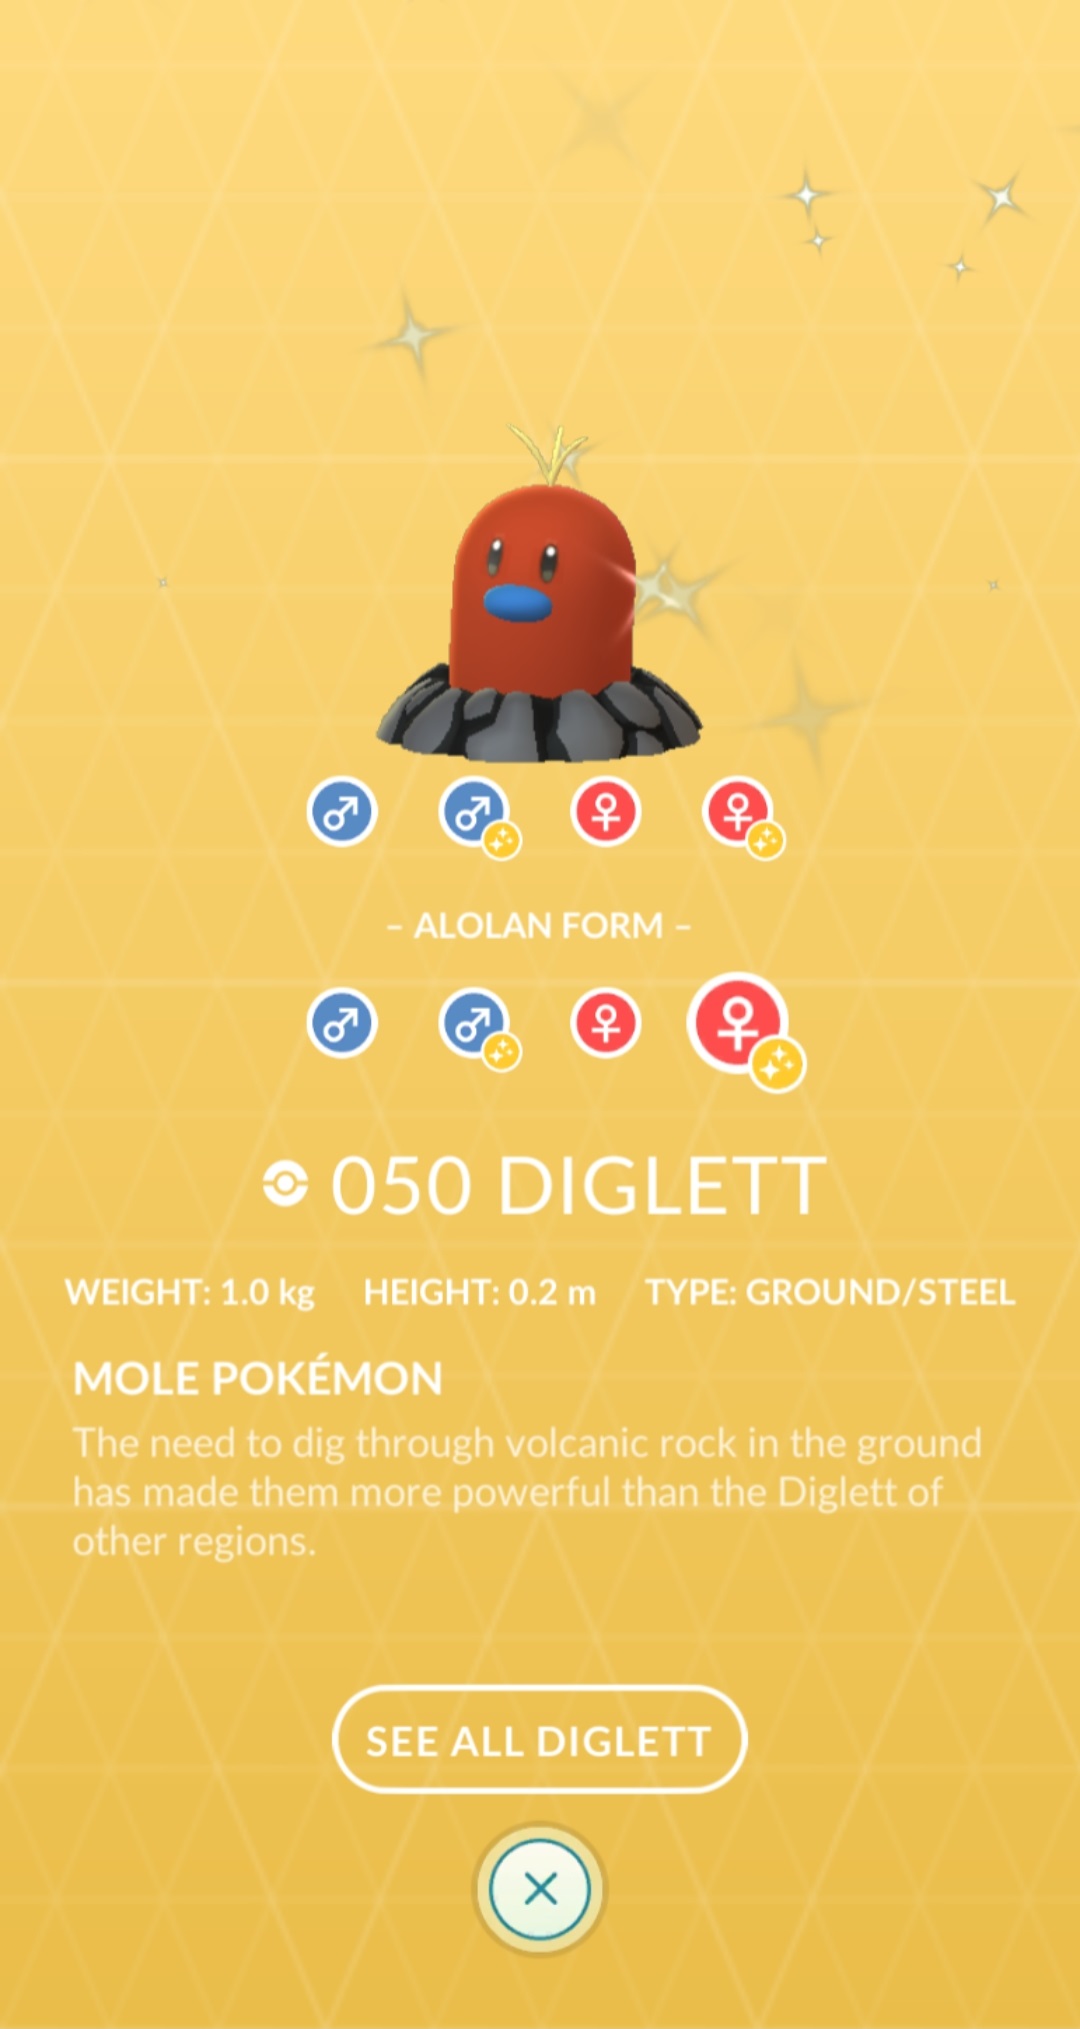 – ALOLAN FORM –
050 DIGLETT
WEIGHT: 1.0 kg HEIGHT: 0.2 m TYPE: GROUND/STEEL
MOLE POKÉMON
The need to dig through volcanic rock in the ground
has made them more powerful than the Diglett of
other regions.
SEE ALL DIGLETT